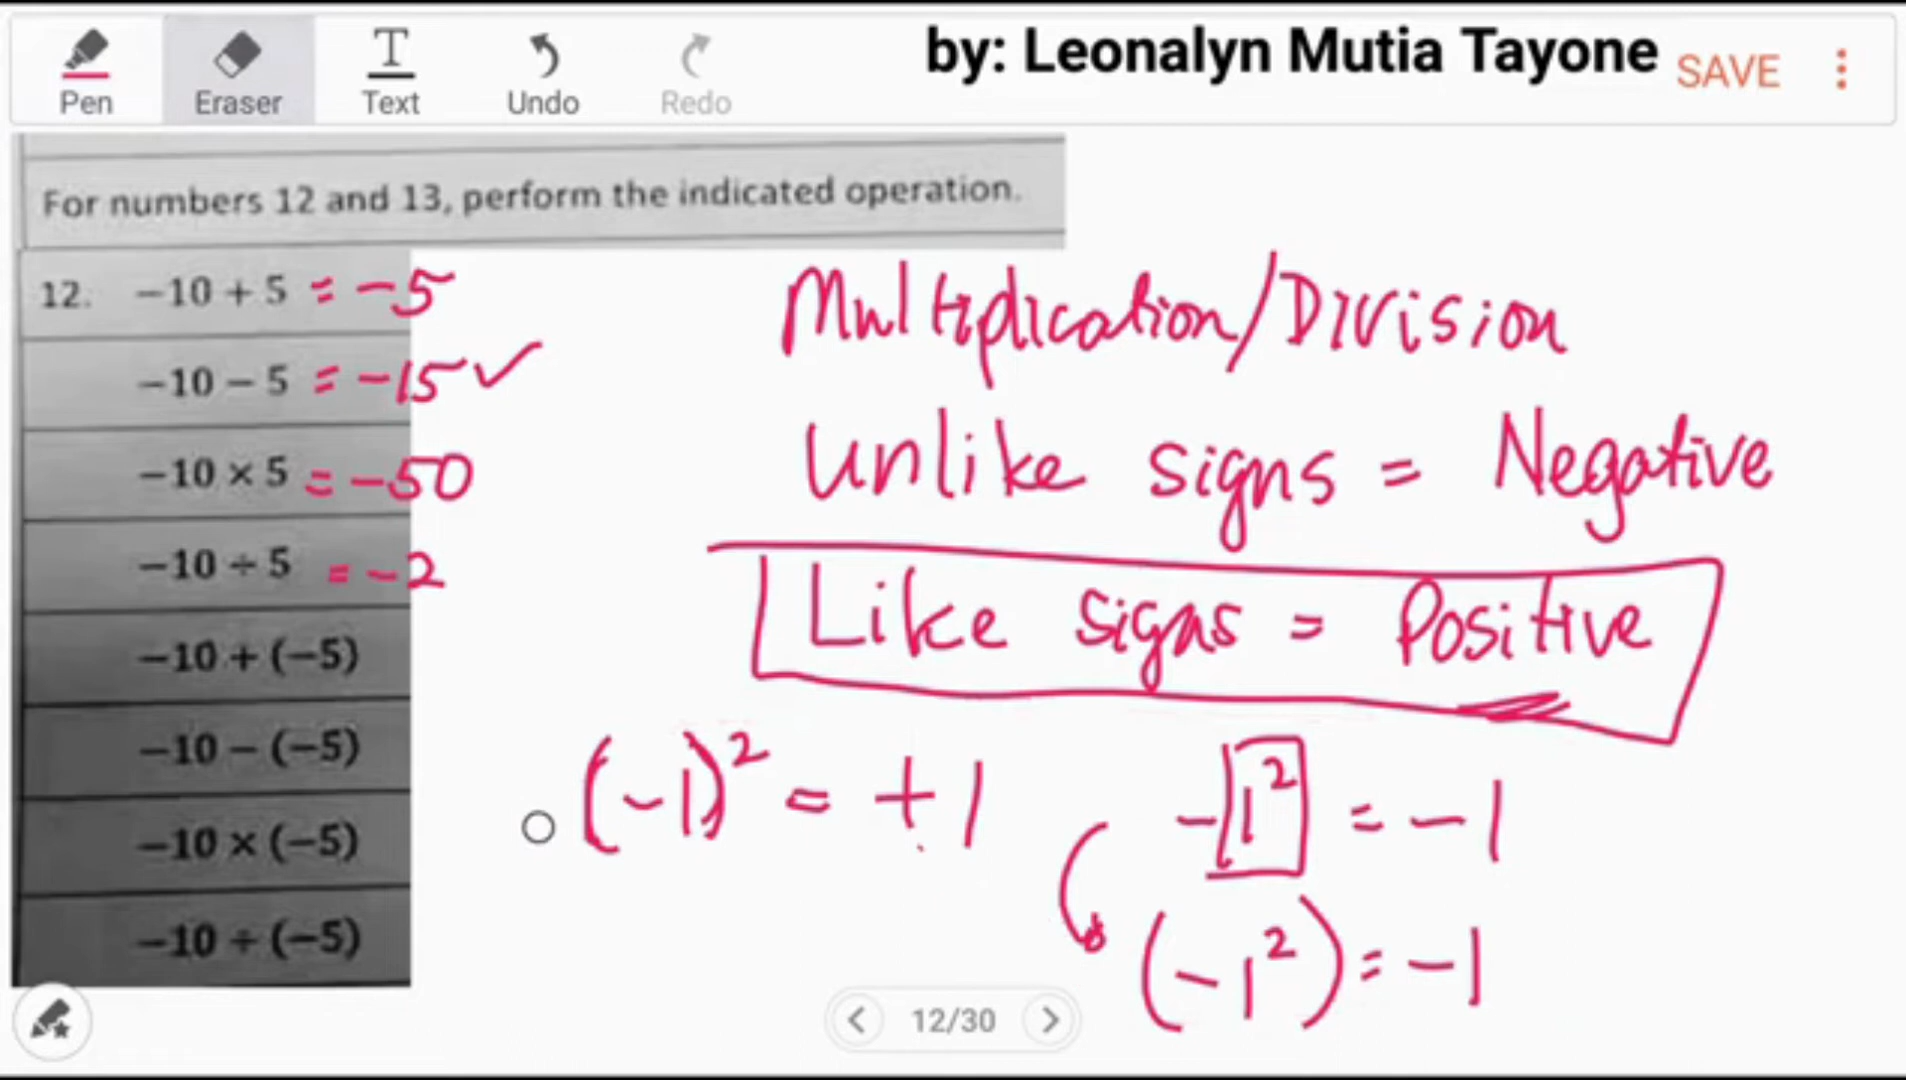 by: Leonalyn Mutia Tayone
SAVE
Pen
Eraser
Text
Undo
Redo
For numbers 12 and 13, perform the indicated operation.
12. −10 + 5 = -5
−10 − 5 = -15 ✓
−10 × 5 = -50
−10 ÷ 5 = -2
−10 + (−5)
−10 − (−5)
−10 × (−5)
−10 ÷ (−5)
Multiplication/Division
Unlike signs = Negative
Like signs = Positive
(-1)² = +1
-1² = -1
(-1²) = -1
12/30